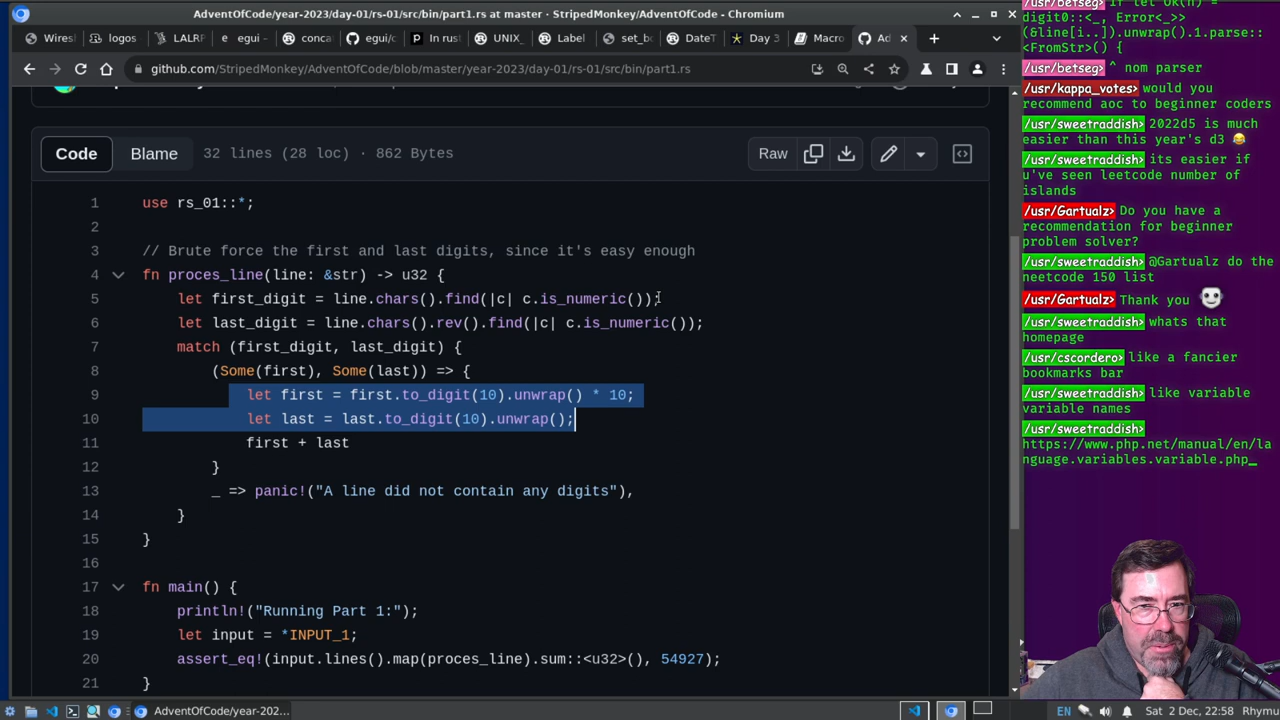 AdventOfCode/year-2023/day-01/rs-01/src/bin/part1.rs at master · StripedMonkey/AdventOfCode - Chromium
Wires
logos
LALRP
egui -
conc
egui/
In rus
UNIX_
Label
set_b
DateT
Day 3
Macro
Ad
github.com/StripedMonkey/AdventOfCode/blob/master/year-2023/day-01/rs-01/src/bin/part1.rs
Code
Blame
32 lines (28 loc) · 862 Bytes
Raw
1 use rs_01::*;
2
3 // Brute force the first and last digits, since it's easy enough
4 fn proces_line(line: &str) -> u32 {
5 let first_digit = line.chars().find(|c| c.is_numeric());
6 let last_digit = line.chars().rev().find(|c| c.is_numeric());
7 match (first_digit, last_digit) {
8 (Some(first), Some(last)) => {
9 let first = first.to_digit(10).unwrap() * 10;
10 let last = last.to_digit(10).unwrap();
11 first + last
12 }
13 _ => panic!("A line did not contain any digits"),
14 }
15 }
16
17 fn main() {
18 println!("Running Part 1:");
19 let input = *INPUT_1;
20 assert_eq!(input.lines().map(proces_line).sum::<u32>(), 54927);
21 }
/usr/betseg> if let Ok(n) =
digit0::<_, Error<_>>
(&line[i..]).unwrap().1.parse::
<FromStr>() {
/usr/betseg> ^ nom parser
/usr/kappa_votes> would you
recommend aoc to beginner coders
/usr/sweetraddish> 2022d5 is much
easier than this year's d3 😂
/usr/sweetraddish> its easier if
u've seen leetcode number of
islands
/usr/Gartualz> Do you have a
recommendation for beginner
problem solver?
/usr/sweetraddish> @Gartualz do the
neetcode 150 list
/usr/Gartualz> Thank you
/usr/sweetraddish> whats that
homepage
/usr/cscordero> like a fancier
bookmarks bar
/usr/sweetraddish> like variable
variable names
/usr/sweetraddish>
https://www.php.net/manual/en/la
nguage.variables.variable.php_
AdventOfCode/year-202...
EN
Sat 2 Dec, 22:58
Rhymu